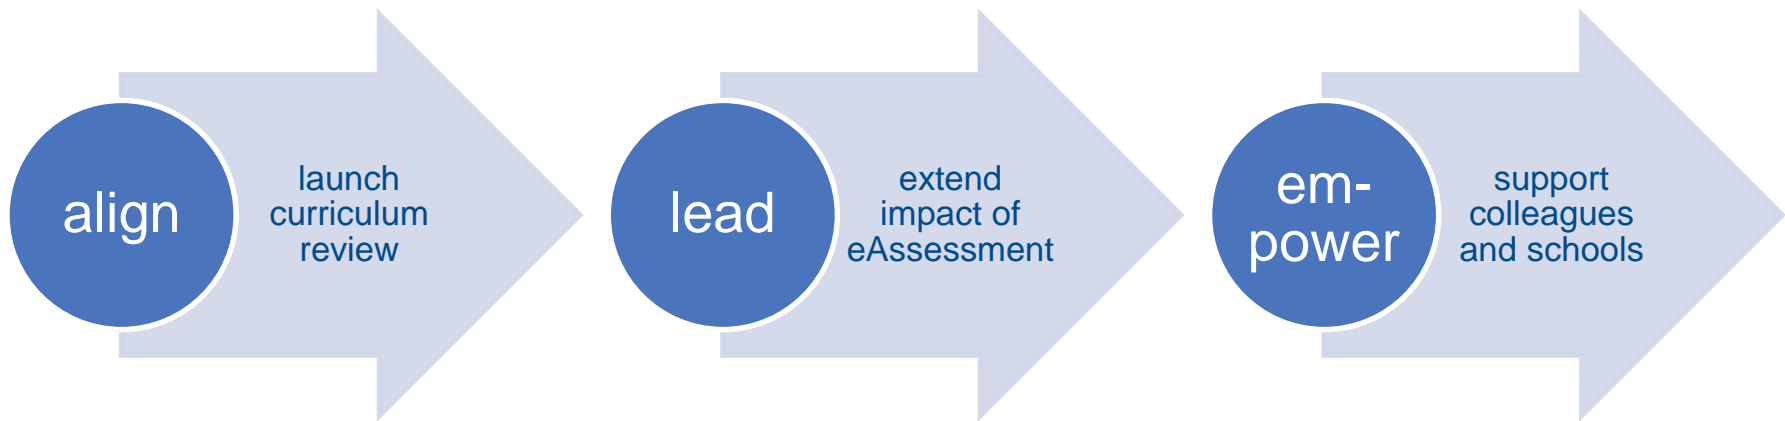 align
launch
curriculum
review
lead
extend
impact of
eAssessment
em-
power
support
colleagues
and schools